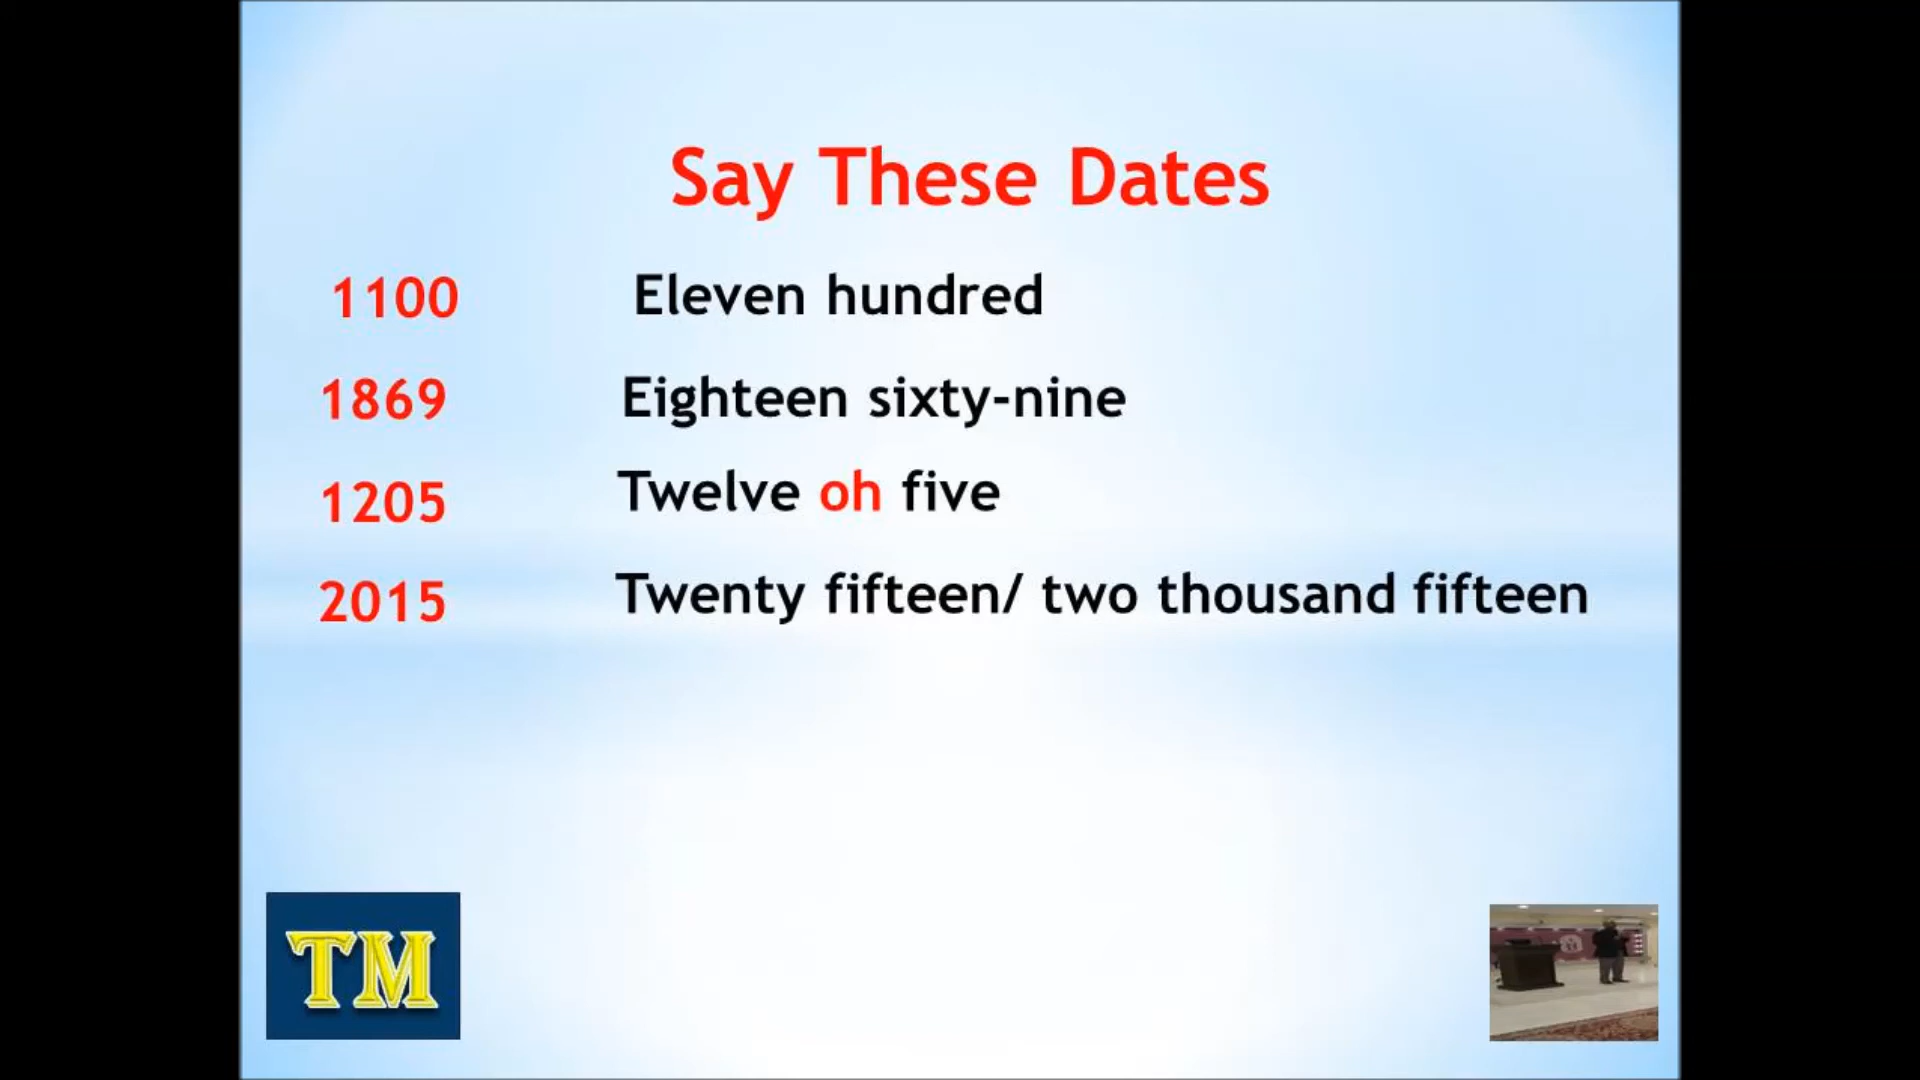 Say These Dates
1100 Eleven hundred
1869 Eighteen sixty-nine
1205 Twelve oh five
2015 Twenty fifteen/ two thousand fifteen
TM